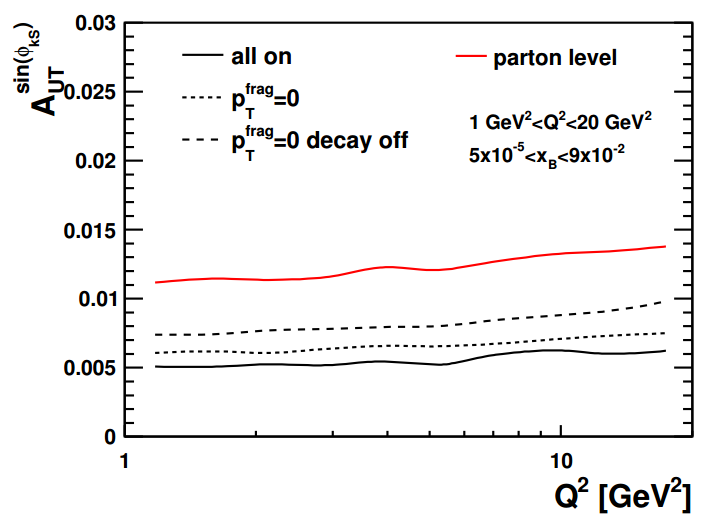 A_UT^sin(ϕ_kS)
0.03
0.025
0.02
0.015
0.01
0.005
0
all on
p_T^frag=0
p_T^frag=0 decay off
parton level
1 GeV²<Q²<20 GeV²
5x10⁻⁵<x_B<9x10⁻²
1
10
Q² [GeV²]